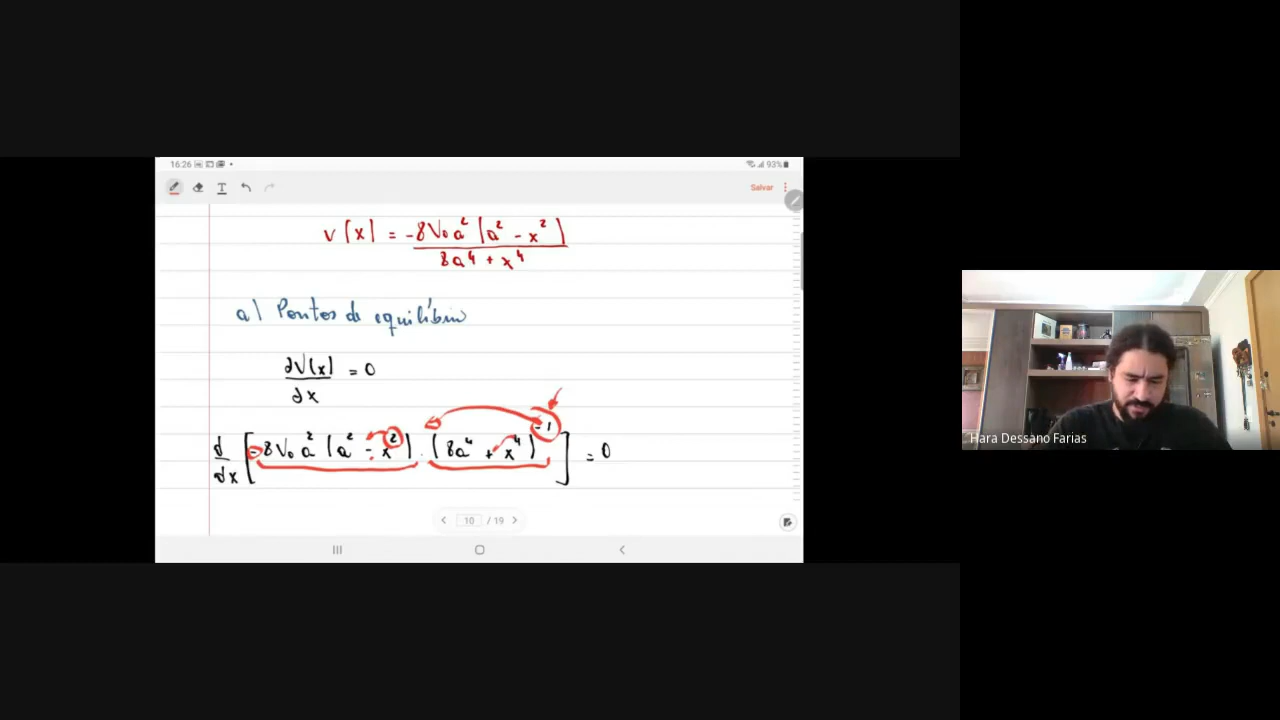 16:26
93%
T
Salvar
V(x) = -8V₀a²(a² - x²)
8a⁴ + x⁴
a) Pontos de equilíbrio
∂V(x) = 0
∂x
d [-8V₀a²(a² - x²) · (8a⁴ + x⁴)⁻¹] = 0
dx
10 / 19
Hara Dessano Farias